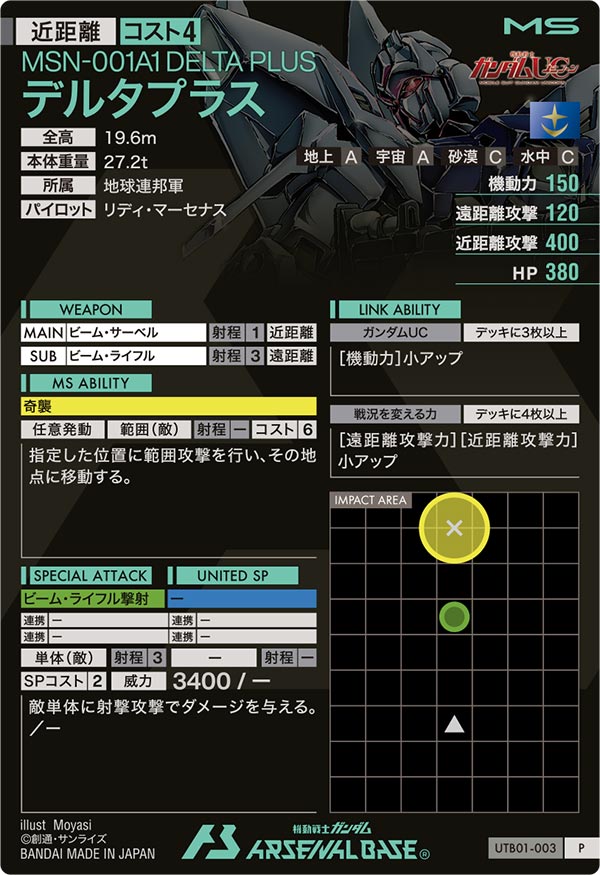 近距離 コスト4
MS
MSN-001A1 DELTA PLUS
デルタプラス
機動戦士
ガンダムUC
MOBILE SUIT GUNDAM UNICORN
全高 19.6m
本体重量 27.2t
所属 地球連邦軍
パイロット リディ・マーセナス
地上 A 宇宙 A 砂漠 C 水中 C
機動力 150
遠距離攻撃 120
近距離攻撃 400
HP 380
WEAPON
MAIN ビーム・サーベル 射程 1 近距離
SUB ビーム・ライフル 射程 3 遠距離
MS ABILITY
奇襲
任意発動 範囲(敵) 射程 ー コスト 6
指定した位置に範囲攻撃を行い、その地
点に移動する。
LINK ABILITY
ガンダムUC デッキに3枚以上
[機動力]小アップ
戦況を変える力 デッキに4枚以上
[遠距離攻撃力][近距離攻撃力]
小アップ
IMPACT AREA
SPECIAL ATTACK UNITED SP
ビーム・ライフル撃射 ー
連携 ー 連携 ー
連携 ー 連携 ー
単体(敵) 射程 3 ー 射程 ー
SPコスト 2 威力 3400 / ー
敵単体に射撃攻撃でダメージを与える。
/ー
illust Moyasi
©創通・サンライズ
BANDAI MADE IN JAPAN
機動戦士ガンダム
AB ARSENAL BASE®
UTB01-003 P